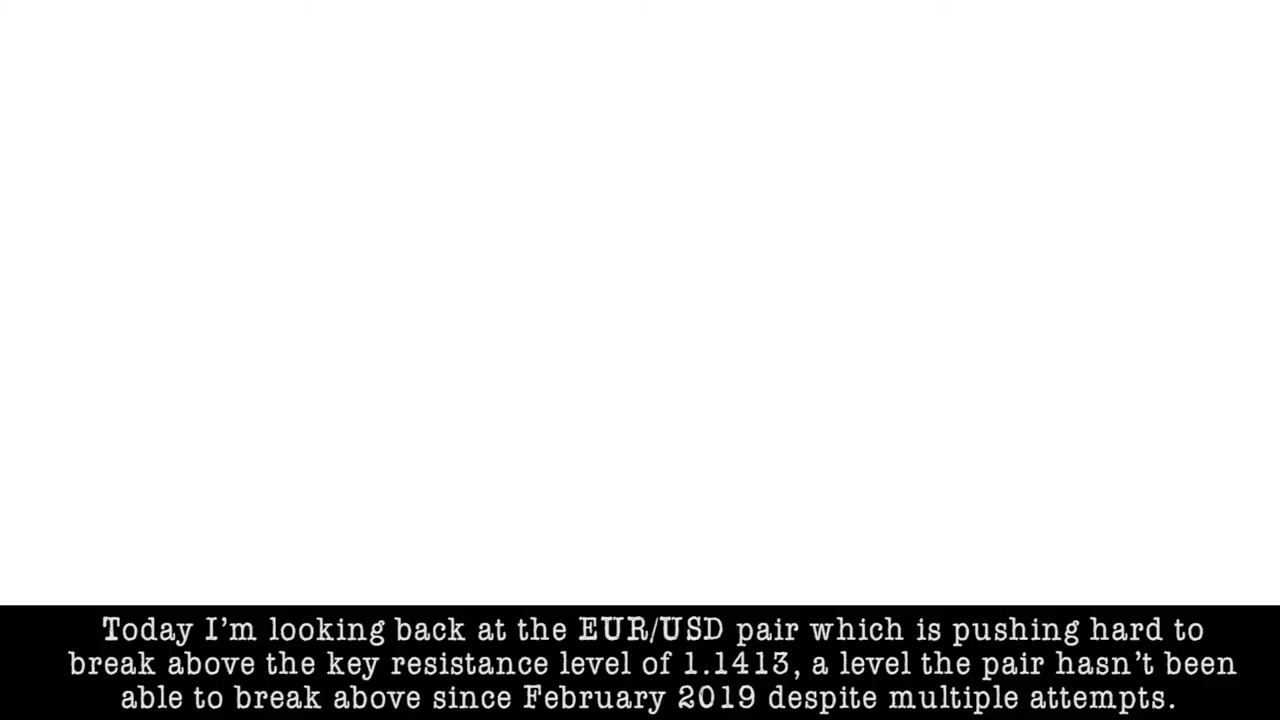 Today I'm looking back at the EUR/USD pair which is pushing hard to
break above the key resistance level of 1.1413, a level the pair hasn't been
able to break above since February 2019 despite multiple attempts.